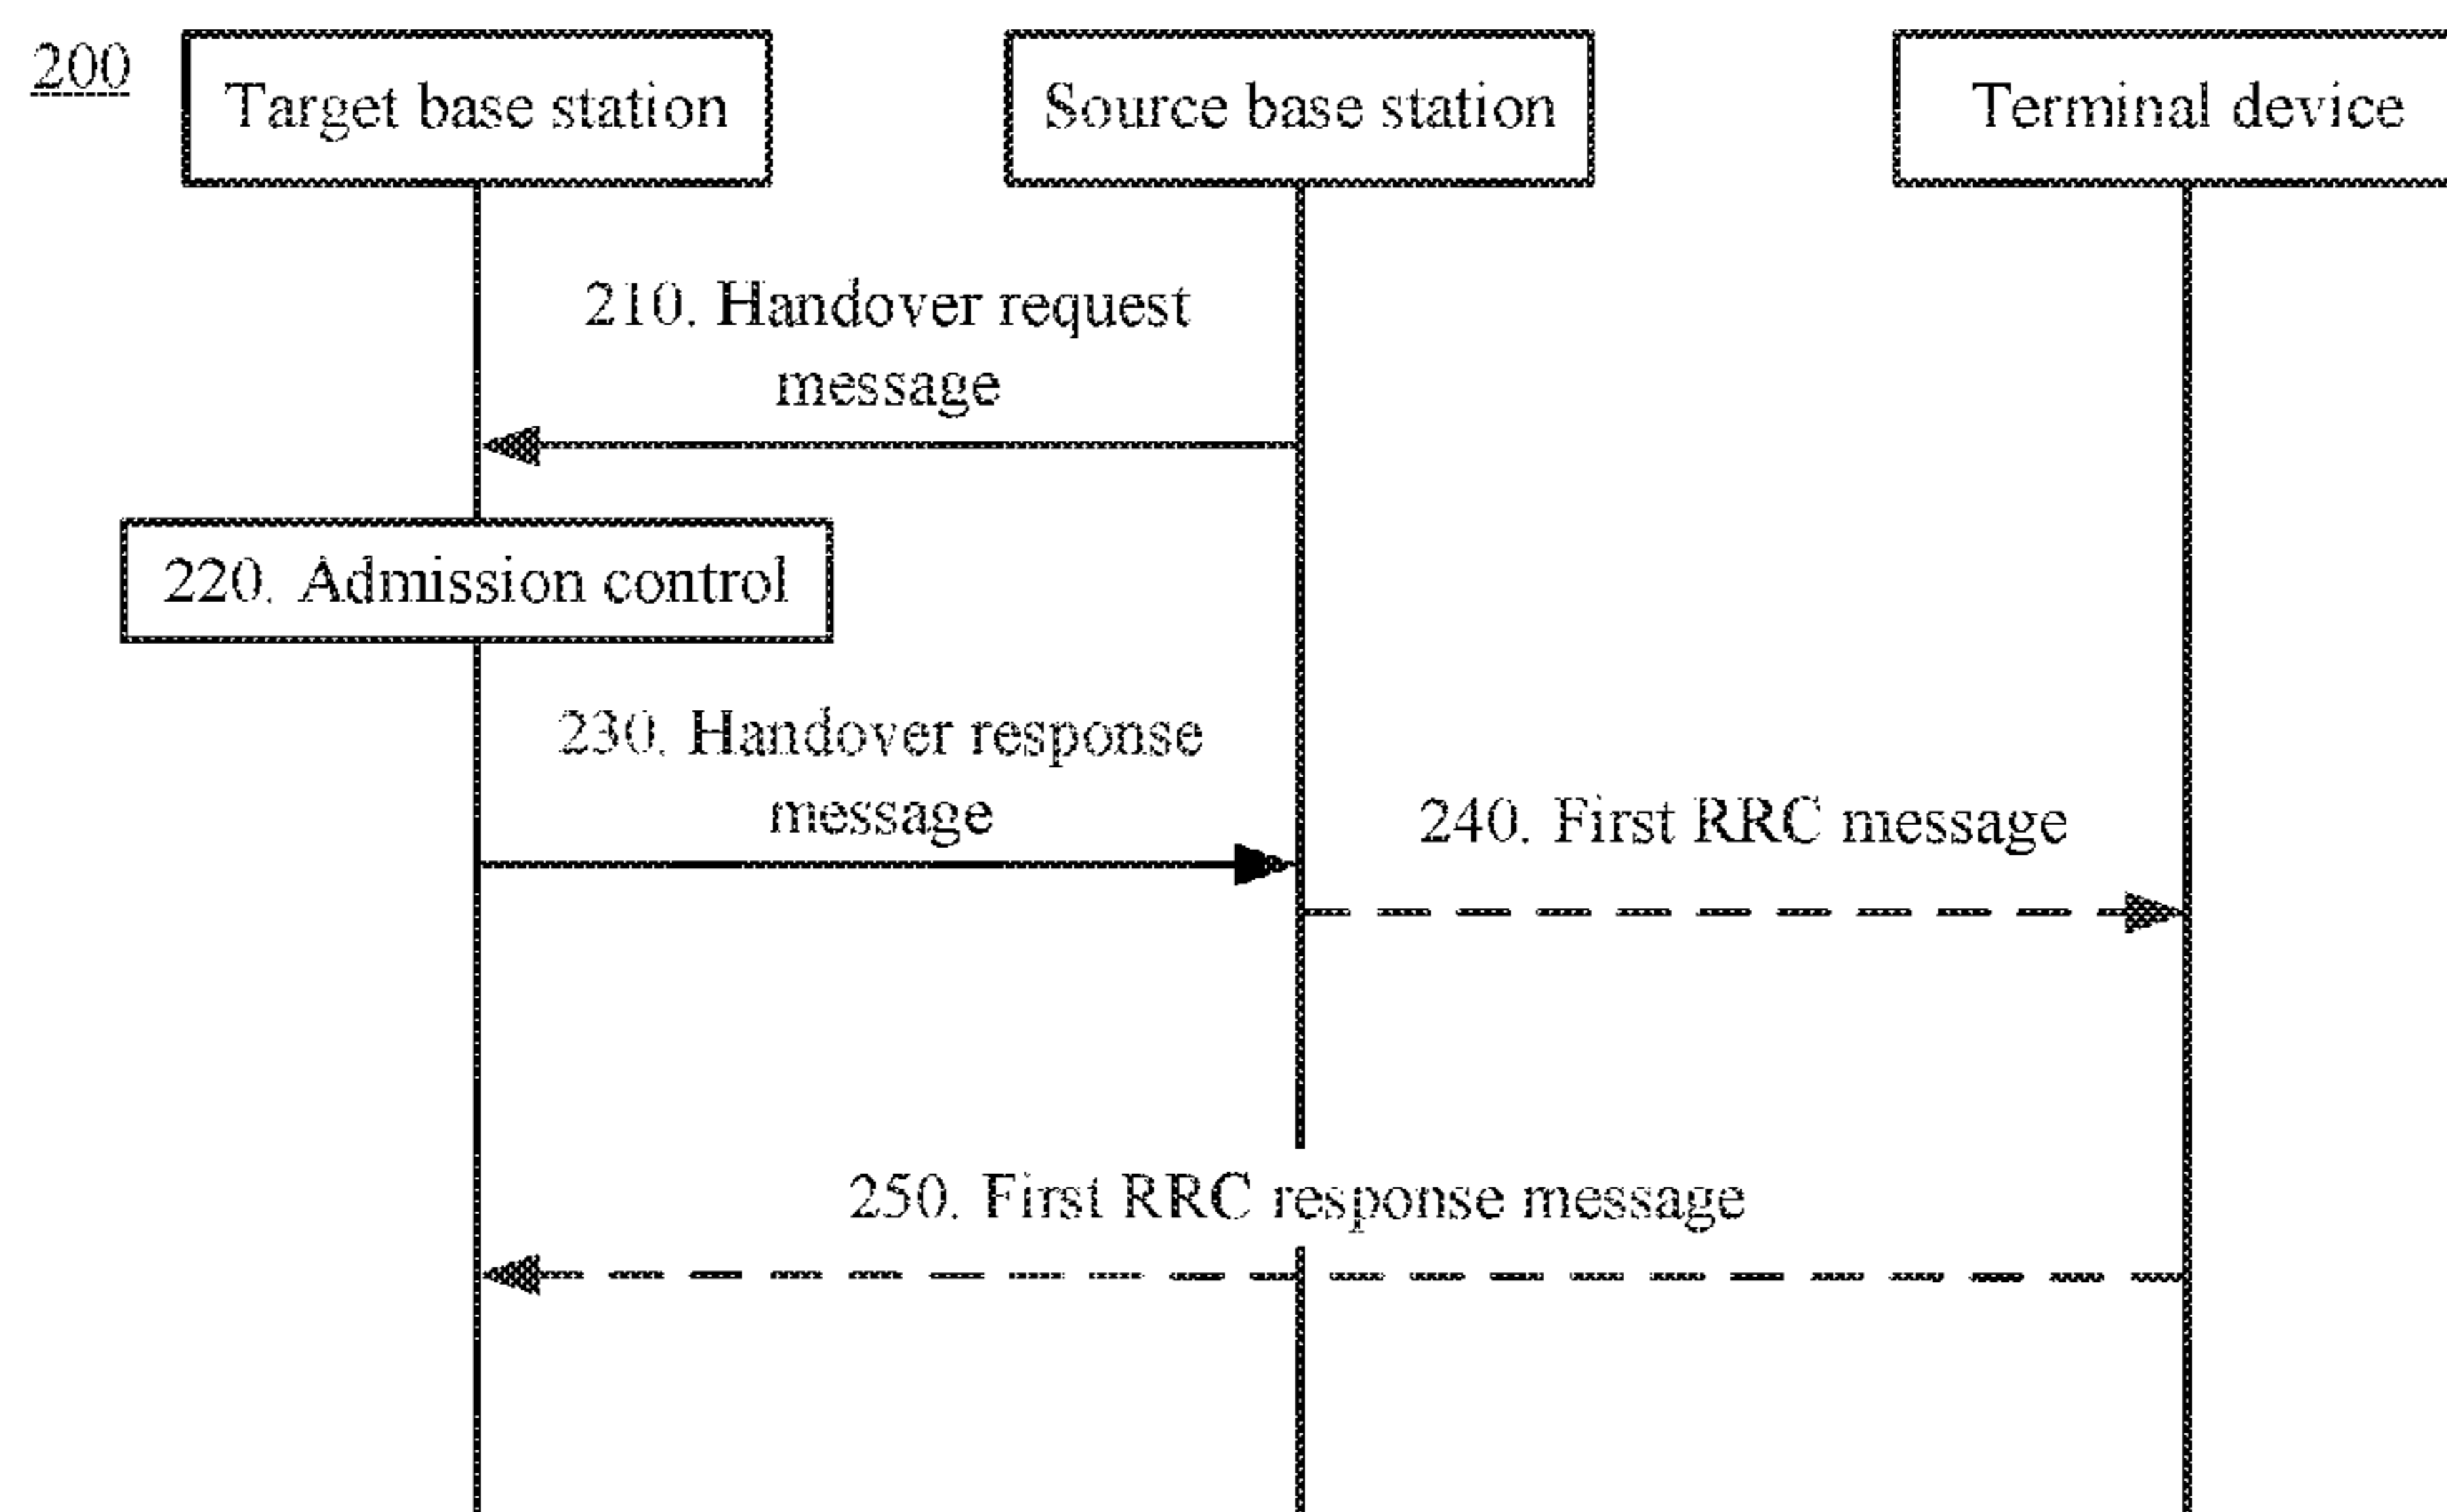 200
Target base station
Source base station
Terminal device
210. Handover request
message
220. Admission control
230. Handover response
message
240. First RRC message
250. First RRC response message